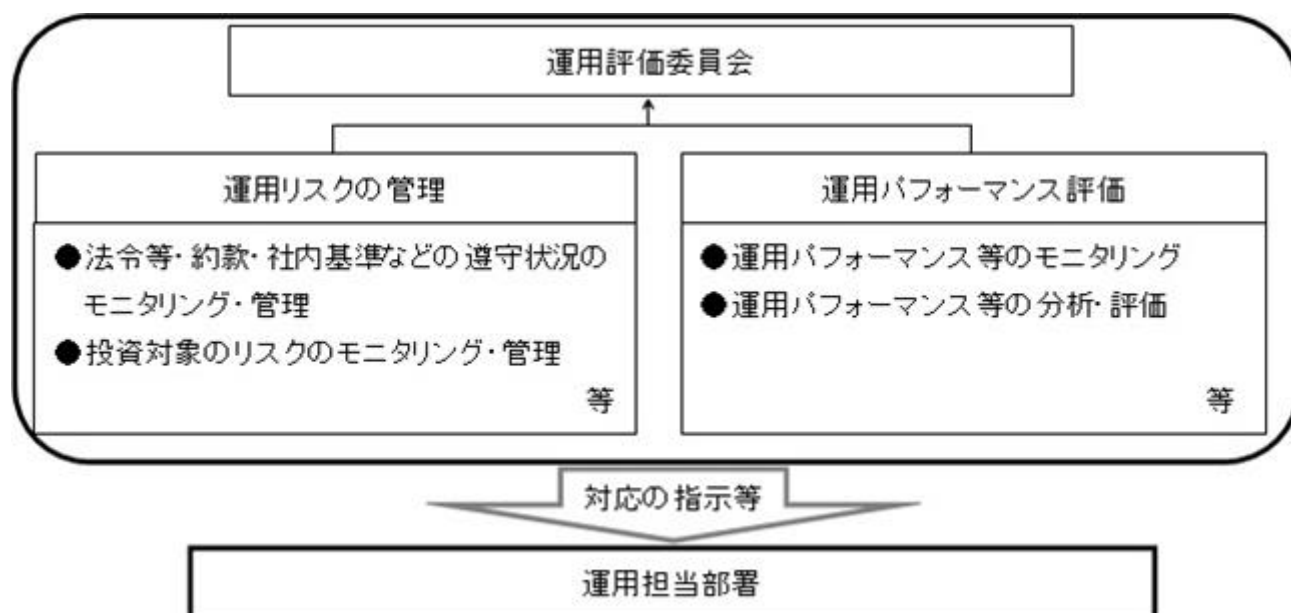 運用評価委員会
運用リスクの管理
●法令等・約款・社内基準などの遵守状況の
モニタリング・管理
●投資対象のリスクのモニタリング・管理
等
運用パフォーマンス評価
●運用パフォーマンス等のモニタリング
●運用パフォーマンス等の分析・評価
等
対応の指示等
運用担当部署